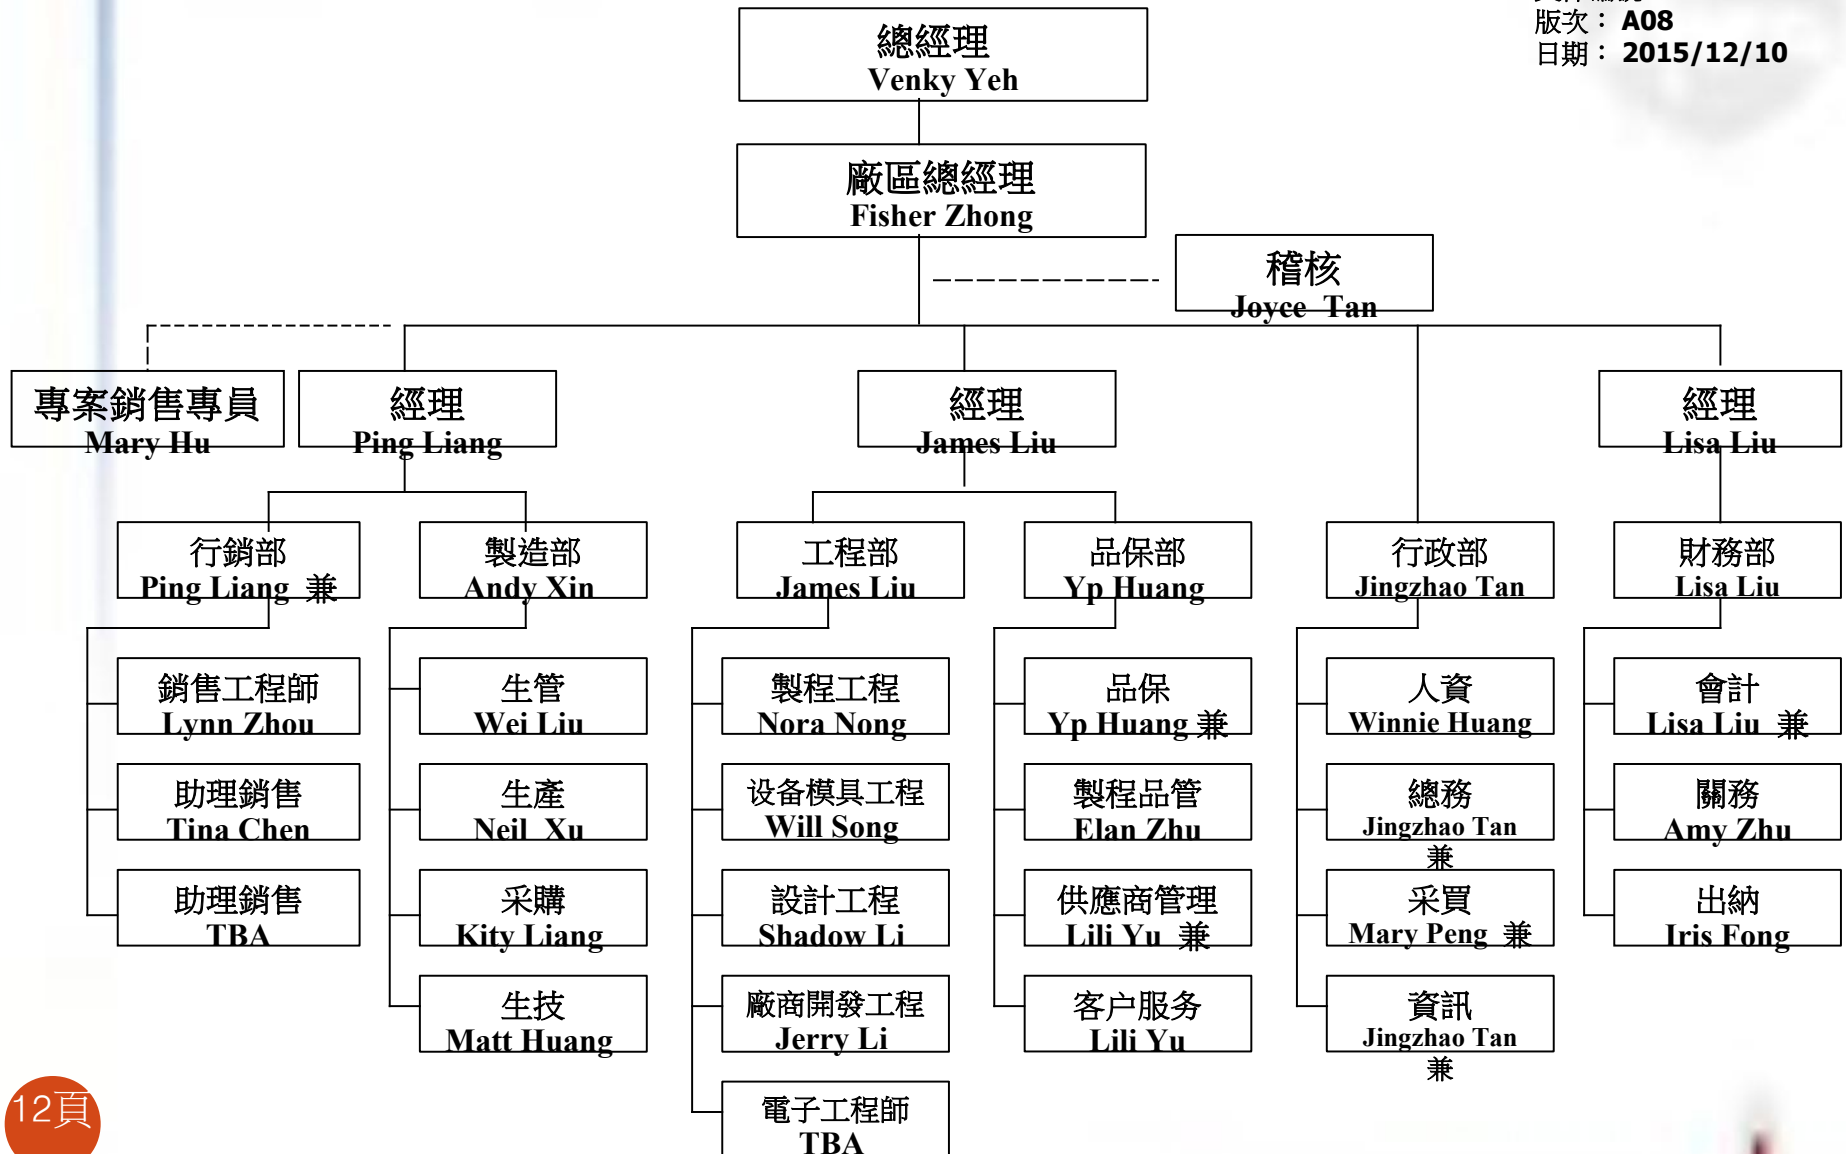 版次： A08
日期： 2015/12/10
總經理
Venky Yeh
廠區總經理
Fisher Zhong
稽核
Joyce Tan
專案銷售專員
Mary Hu
經理
Ping Liang
經理
James Liu
經理
Lisa Liu
行銷部
Ping Liang 兼
製造部
Andy Xin
工程部
James Liu
品保部
Yp Huang
行政部
Jingzhao Tan
財務部
Lisa Liu
銷售工程師
Lynn Zhou
生管
Wei Liu
製程工程
Nora Nong
品保
Yp Huang 兼
人資
Winnie Huang
會計
Lisa Liu 兼
助理銷售
Tina Chen
生產
Neil Xu
设备模具工程
Will Song
製程品管
Elan Zhu
總務
Jingzhao Tan
兼
關務
Amy Zhu
助理銷售
TBA
采購
Kity Liang
設計工程
Shadow Li
供應商管理
Lili Yu 兼
采買
Mary Peng 兼
出納
Iris Fong
生技
Matt Huang
廠商開發工程
Jerry Li
客户服务
Lili Yu
資訊
Jingzhao Tan
兼
電子工程師
TBA
12頁